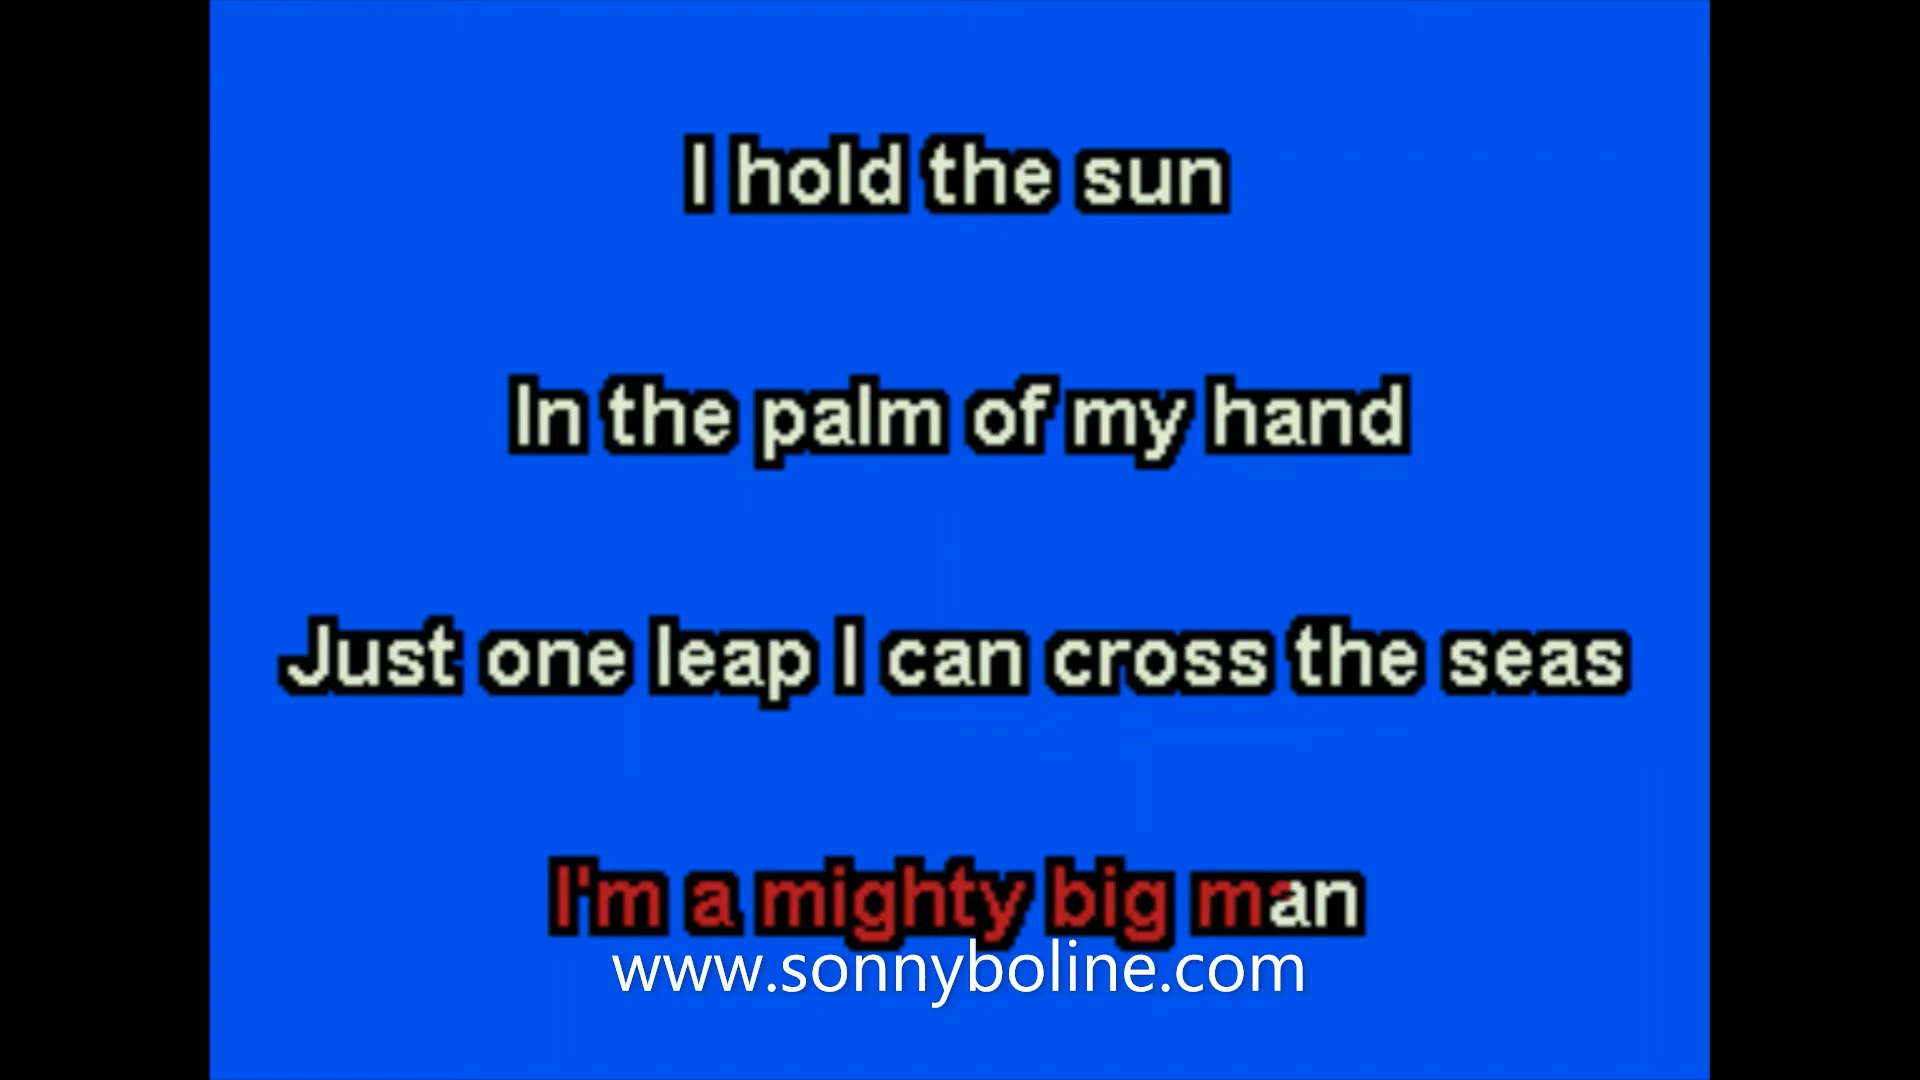 I hold the sun
In the palm of my hand
Just one leap I can cross the seas
I'm a mighty big man
www.sonnyboline.com